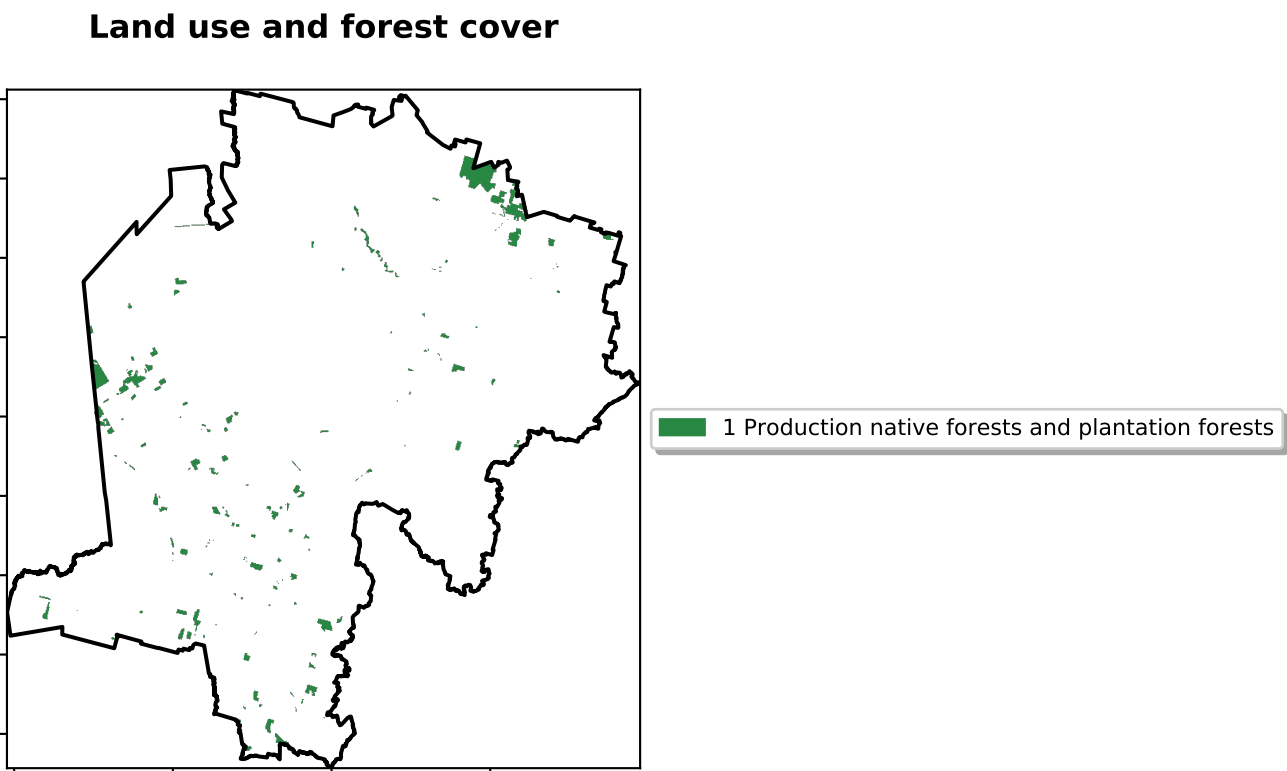 Land use and forest cover
1 Production native forests and plantation forests